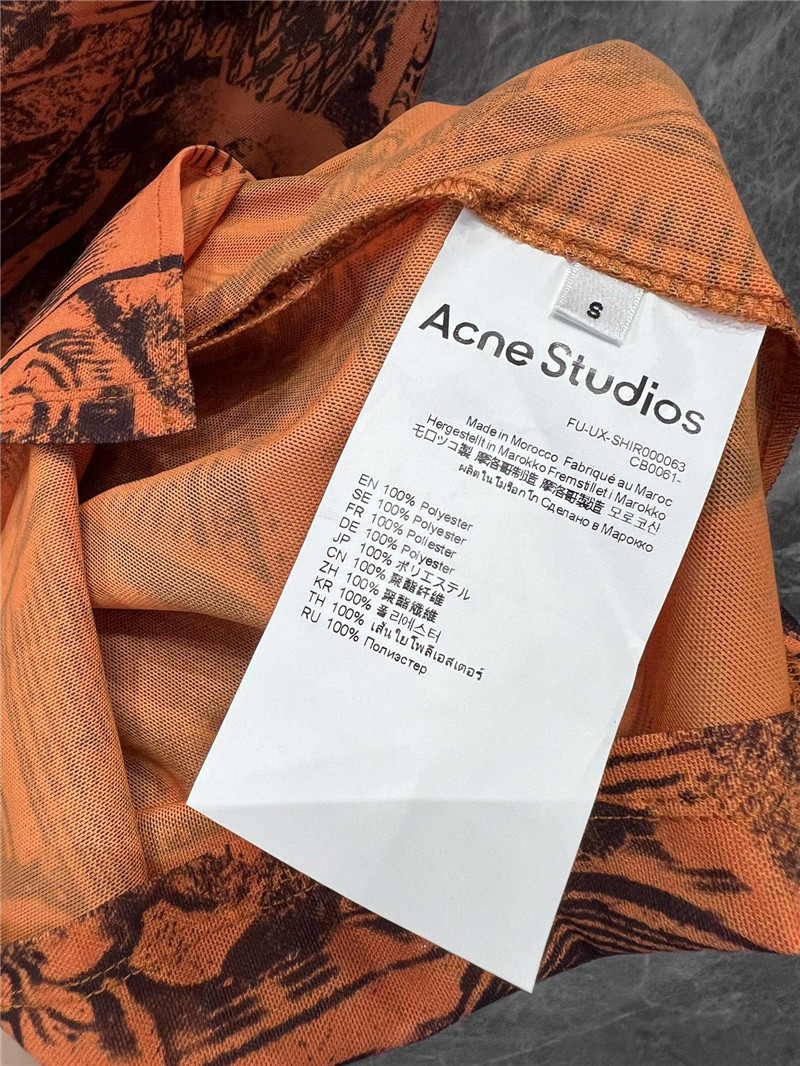 S
Acne Studios
FU-UX-SHIR000063
CB0061-
Made in Morocco Fabriqué au Maroc
Hergestellt in Marokko Fremstillet i Marokko
モロッコ製 摩洛哥制造 摩洛哥製造 모로코산
ผลิตในโมร็อกโก Сделано в Марокко
EN 100% Polyester
SE 100% Polyester
FR 100% Poliester
DE 100% Polyester
JP 100% ポリエステル
CN 100% 聚酯纤维
ZH 100% 聚酯纖維
KR 100% 폴리에스터
TH 100% เส้นใยโพลีเอสเตอร์
RU 100% Полиэстер